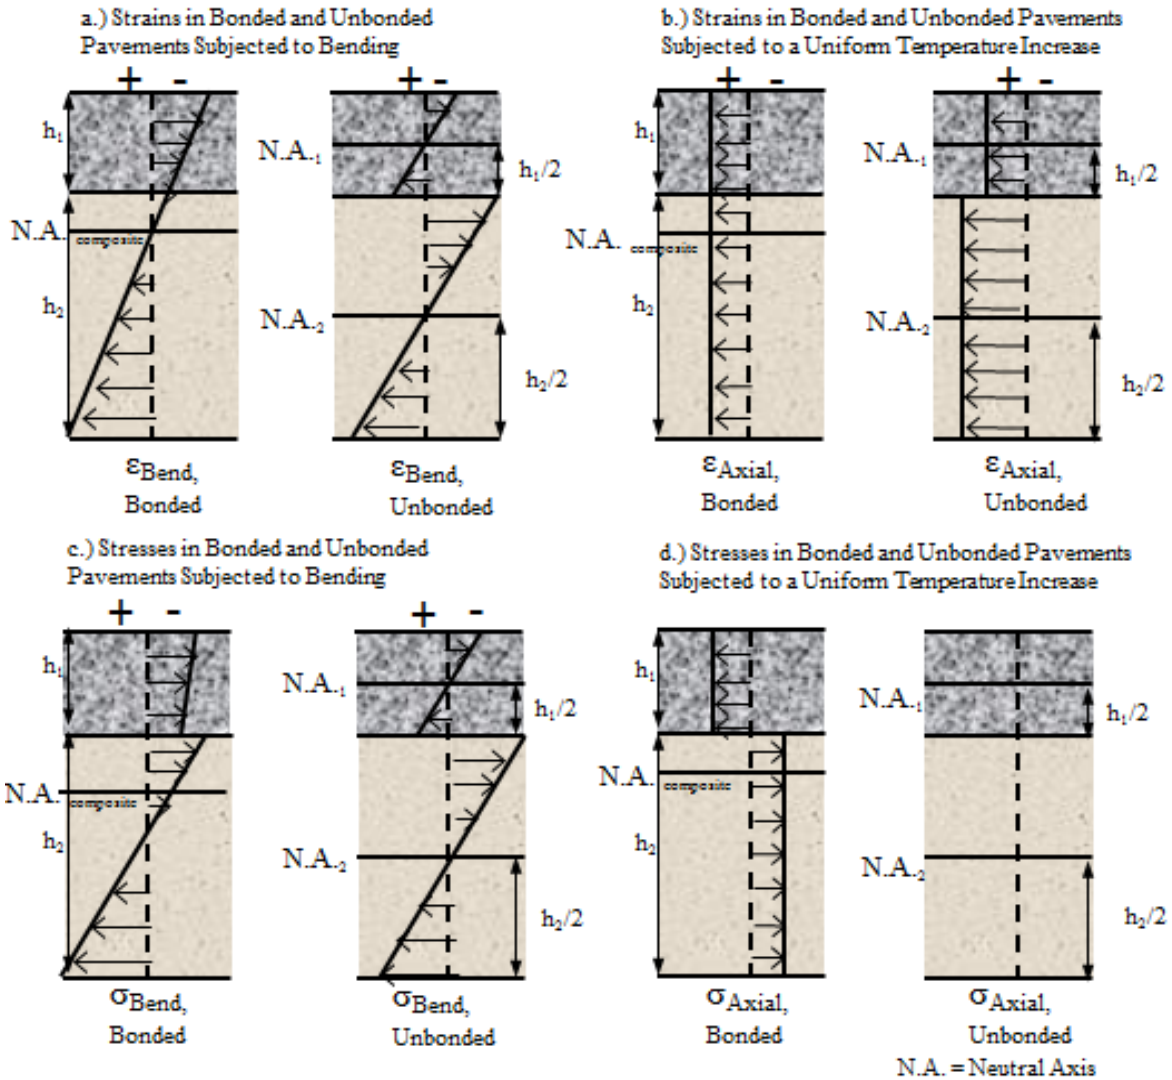 a.) Strains in Bonded and Unbonded
Pavements Subjected to Bending
b.) Strains in Bonded and Unbonded Pavements
Subjected to a Uniform Temperature Increase
+ -
+ -
+ -
+ -
h₁
N.A.₁
h₁/2
N.A. composite
h₂
N.A.₂
h₂/2
h₁
N.A.₁
h₁/2
N.A. composite
h₂
N.A.₂
h₂/2
εBend,
Bonded
εBend,
Unbonded
εAxial,
Bonded
εAxial,
Unbonded
c.) Stresses in Bonded and Unbonded
Pavements Subjected to Bending
d.) Stresses in Bonded and Unbonded Pavements
Subjected to a Uniform Temperature Increase
+ -
+ -
h₁
N.A.₁
h₁/2
N.A. composite
h₂
N.A.₂
h₂/2
h₁
N.A.₁
h₁/2
N.A. composite
h₂
N.A.₂
h₂/2
σBend,
Bonded
σBend,
Unbonded
σAxial,
Bonded
σAxial,
Unbonded
N.A. = Neutral Axis